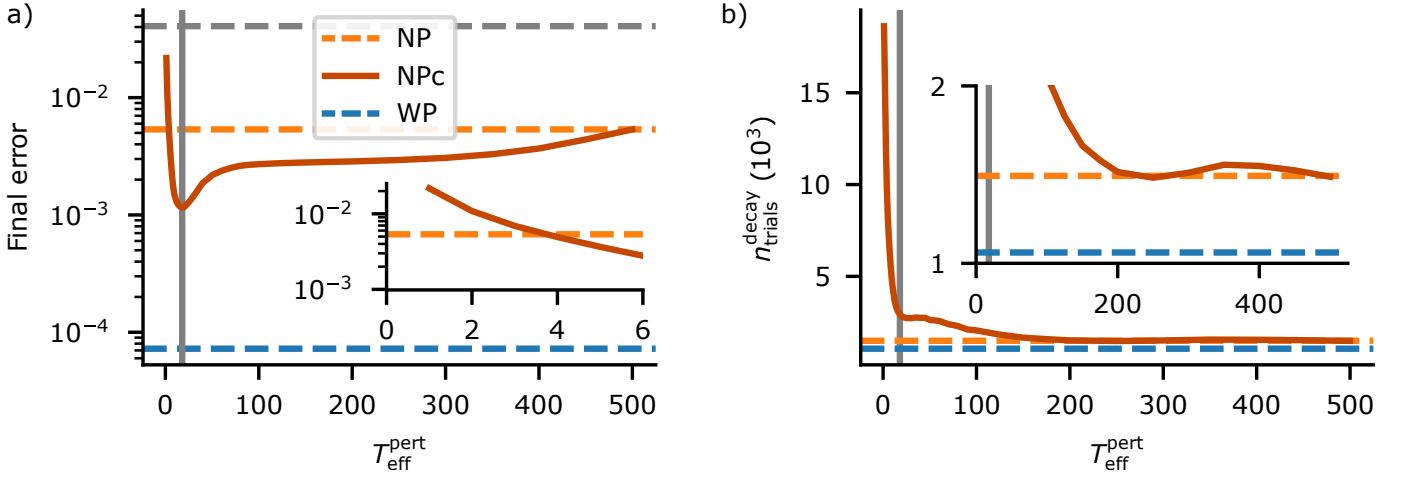 a)
Final error
10⁻²
10⁻³
10⁻⁴
0 100 200 300 400 500
T_eff^pert
NP
NPc
WP
10⁻²
10⁻³
0 2 4 6
b)
n_trials^decay (10³)
15
10
5
0 100 200 300 400 500
T_eff^pert
2
1
0 200 400